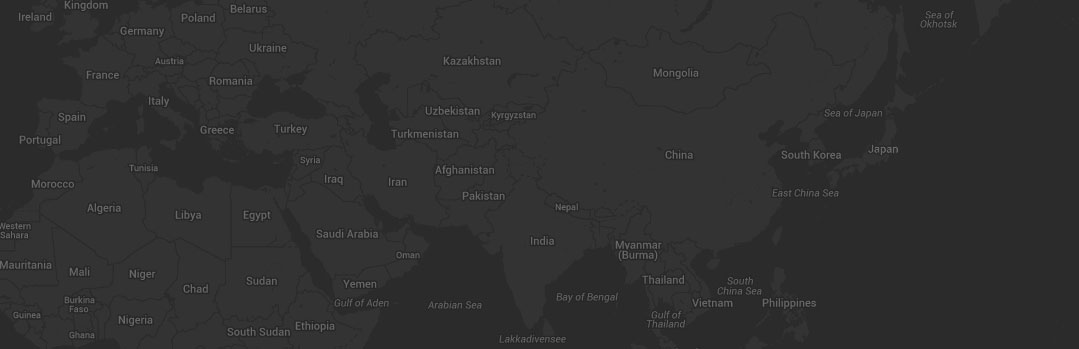 Kingdom
Belarus
Ireland
Poland
Sea of
Okhotsk
Germany
Ukraine
Austria
Kazakhstan
France
Mongolia
Romania
Italy
Uzbekistan
Kyrgyzstan
Spain
Sea of Japan
Greece
Turkey
Turkmenistan
Portugal
Japan
South Korea
China
Syria
Tunisia
Afghanistan
Iraq
Iran
Morocco
East China Sea
Pakistan
Algeria
Libya
Egypt
Nepal
Western
Sahara
Saudi Arabia
India
Myanmar
(Burma)
Oman
Mauritania
Mali
Niger
Sudan
Thailand
Yemen
Chad
South
China Sea
Bay of Bengal
Burkina
Faso
Gulf of Aden
Arabian Sea
Vietnam
Philippines
Guinea
Nigeria
Gulf of
Thailand
Ethiopia
South Sudan
Ghana
Lakkadivensee